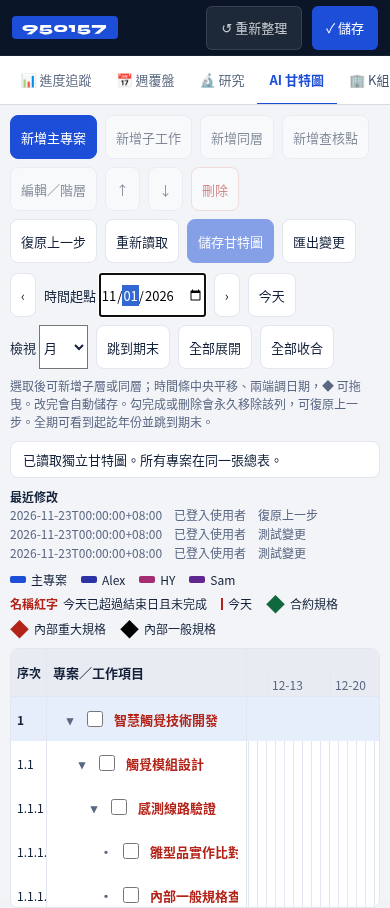 950157
↺ 重新整理
✓ 儲存
📊 進度追蹤
📅 週覆盤
🔬 研究
AI 甘特圖
🏢 K組
新增主專案
新增子工作
新增同層
新增查核點
編輯／階層
↑
↓
刪除
復原上一步
重新讀取
儲存甘特圖
匯出變更
‹
時間起點
11/01/2026
›
今天
檢視
月
跳到期末
全部展開
全部收合
選取後可新增子層或同層；時間條中央平移、兩端調日期，◆ 可拖
曳。改完會自動儲存。勾完成或刪除會永久移除該列，可復原上一
步。全期可看到起訖年份並跳到期末。
已讀取獨立甘特圖。所有專案在同一張總表。
最近修改
2026-11-23T00:00:00+08:00 已登入使用者 復原上一步
2026-11-23T00:00:00+08:00 已登入使用者 測試變更
2026-11-23T00:00:00+08:00 已登入使用者 測試變更
主專案 Alex HY Sam
名稱紅字 今天已超過結束日且未完成 今天 合約規格
內部重大規格 內部一般規格
序次 專案／工作項目 12-13 12-20
1 ▼ 智慧觸覺技術開發
1.1 ▼ 觸覺模組設計
1.1.1 ▼ 感測線路驗證
1.1.1. • 雛型品實作比對
1.1.1. • 內部一般規格查